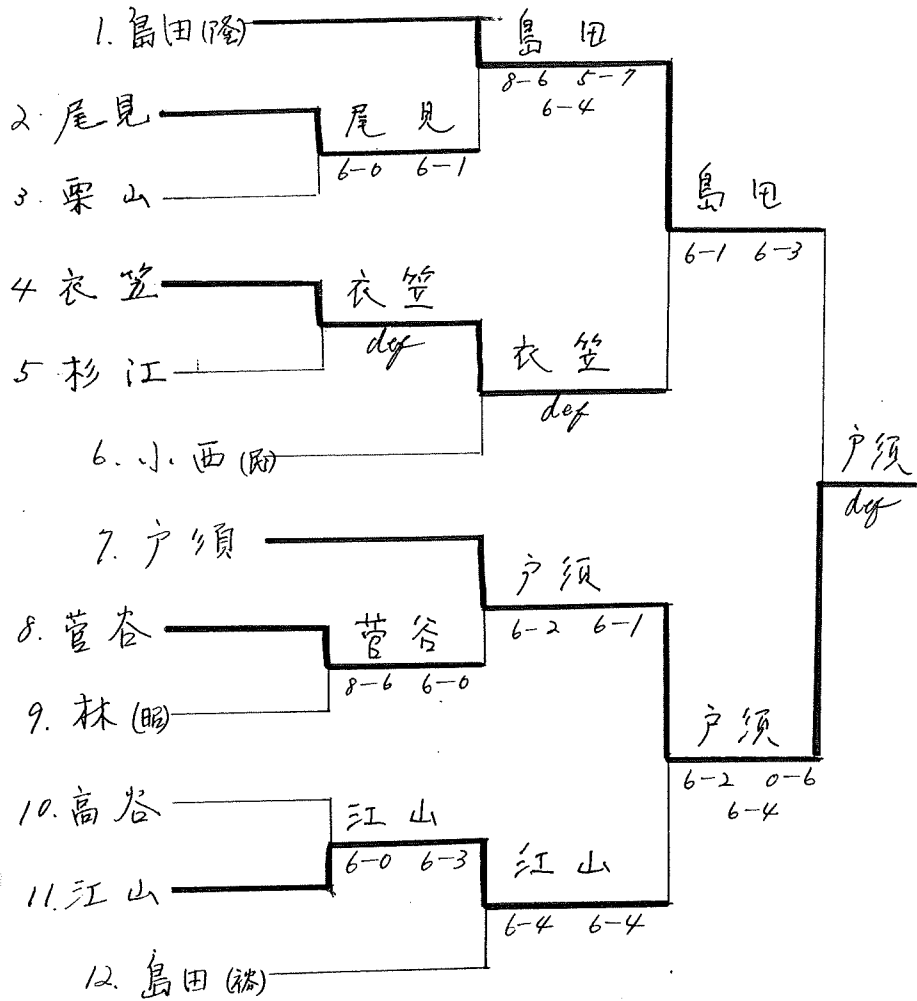 1. 島田(隆)
島田
8-6 5-7
6-4
2. 尾見
尾見
6-0 6-1
3. 栗山
島田
6-1 6-3
4 衣笠
衣笠
def
5 杉江
衣笠
def
6. 小西(民)
戸須
def
7. 戸須
戸須
6-2 6-1
8. 菅谷
菅谷
8-6 6-0
9. 林(昭)
戸須
6-2 0-6
6-4
10. 高谷
江山
6-0 6-3
11. 江山
江山
6-4 6-4
12. 島田(裕)